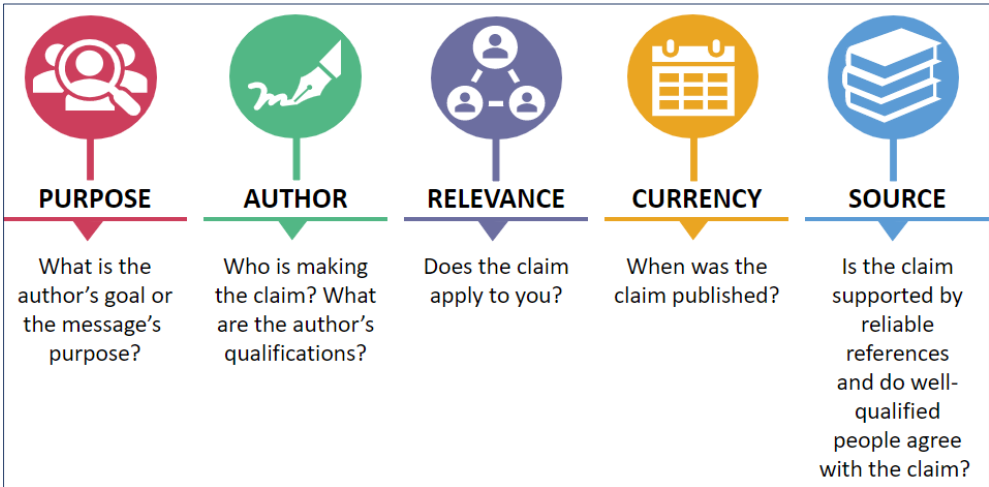 PURPOSE
What is the
author's goal or
the message's
purpose?
AUTHOR
Who is making
the claim? What
are the author's
qualifications?
RELEVANCE
Does the claim
apply to you?
CURRENCY
When was the
claim published?
SOURCE
Is the claim
supported by
reliable
references
and do well-
qualified
people agree
with the claim?